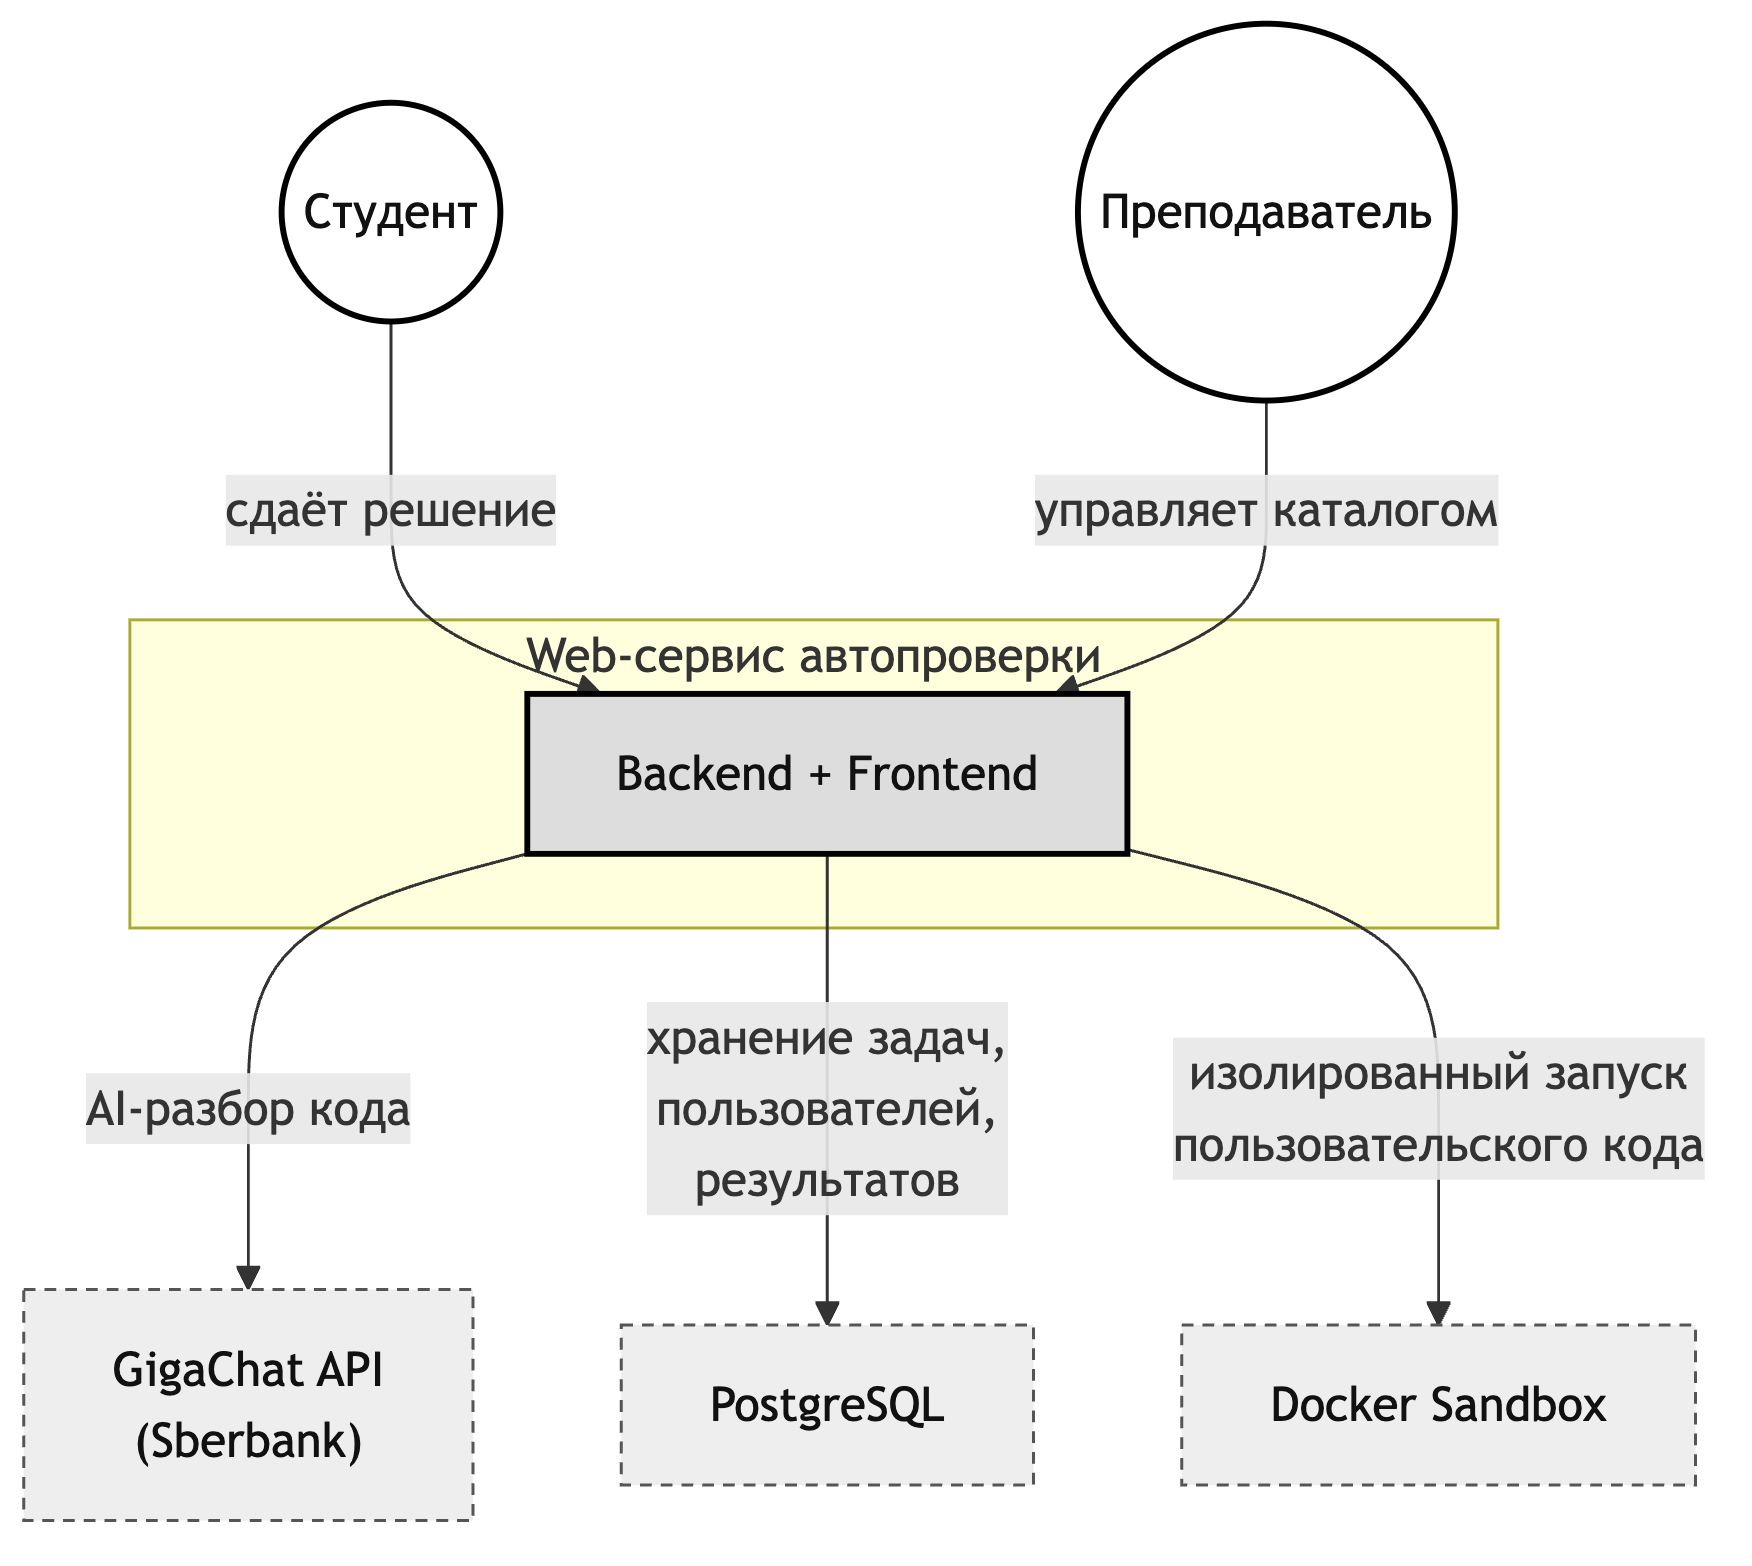 Студент
Преподаватель
сдаёт решение
управляет каталогом
Web-сервис автопроверки
Backend + Frontend
AI-разбор кода
хранение задач,
пользователей,
результатов
изолированный запуск
пользовательского кода
GigaChat API
(Sberbank)
PostgreSQL
Docker Sandbox